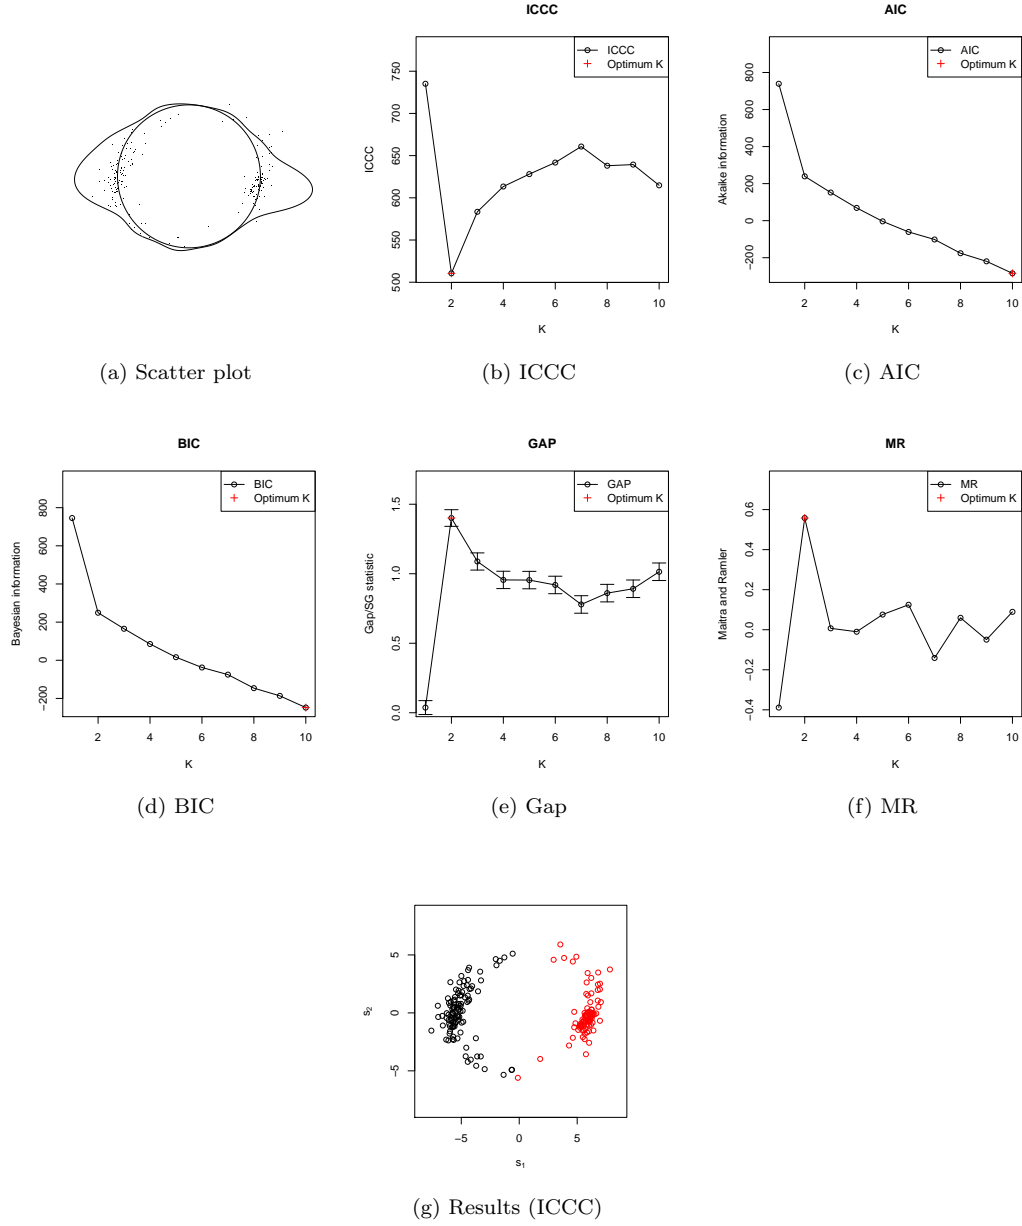 ICCC
ICCC
Optimum K
ICCC
500 550 600 650 700 750
2 4 6 8 10
K
AIC
AIC
Optimum K
Akaike information
−200 0 200 400 600 800
2 4 6 8 10
K
(a) Scatter plot
(b) ICCC
(c) AIC
BIC
BIC
Optimum K
Bayesian information
−200 0 200 400 600 800
2 4 6 8 10
K
GAP
GAP
Optimum K
Gap/SG statistic
0.0 0.5 1.0 1.5
2 4 6 8 10
K
MR
MR
Optimum K
Maitra and Ramler
−0.4 −0.2 0.0 0.2 0.4 0.6
2 4 6 8 10
K
(d) BIC
(e) Gap
(f) MR
s2
−5 0 5
−5 0 5
s1
(g) Results (ICCC)